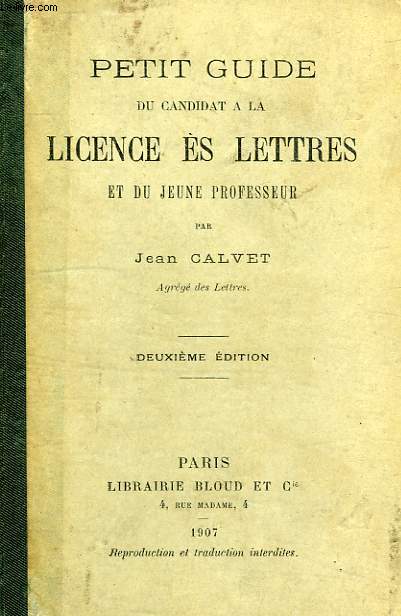 PETIT GUIDE
DU CANDIDAT A LA
LICENCE ÈS LETTRES
ET DU JEUNE PROFESSEUR
PAR
Jean CALVET
Agrégé des Lettres.
DEUXIÈME ÉDITION
PARIS
LIBRAIRIE BLOUD ET Cie
4, RUE MADAME, 4
1907
Reproduction et traduction interdites.